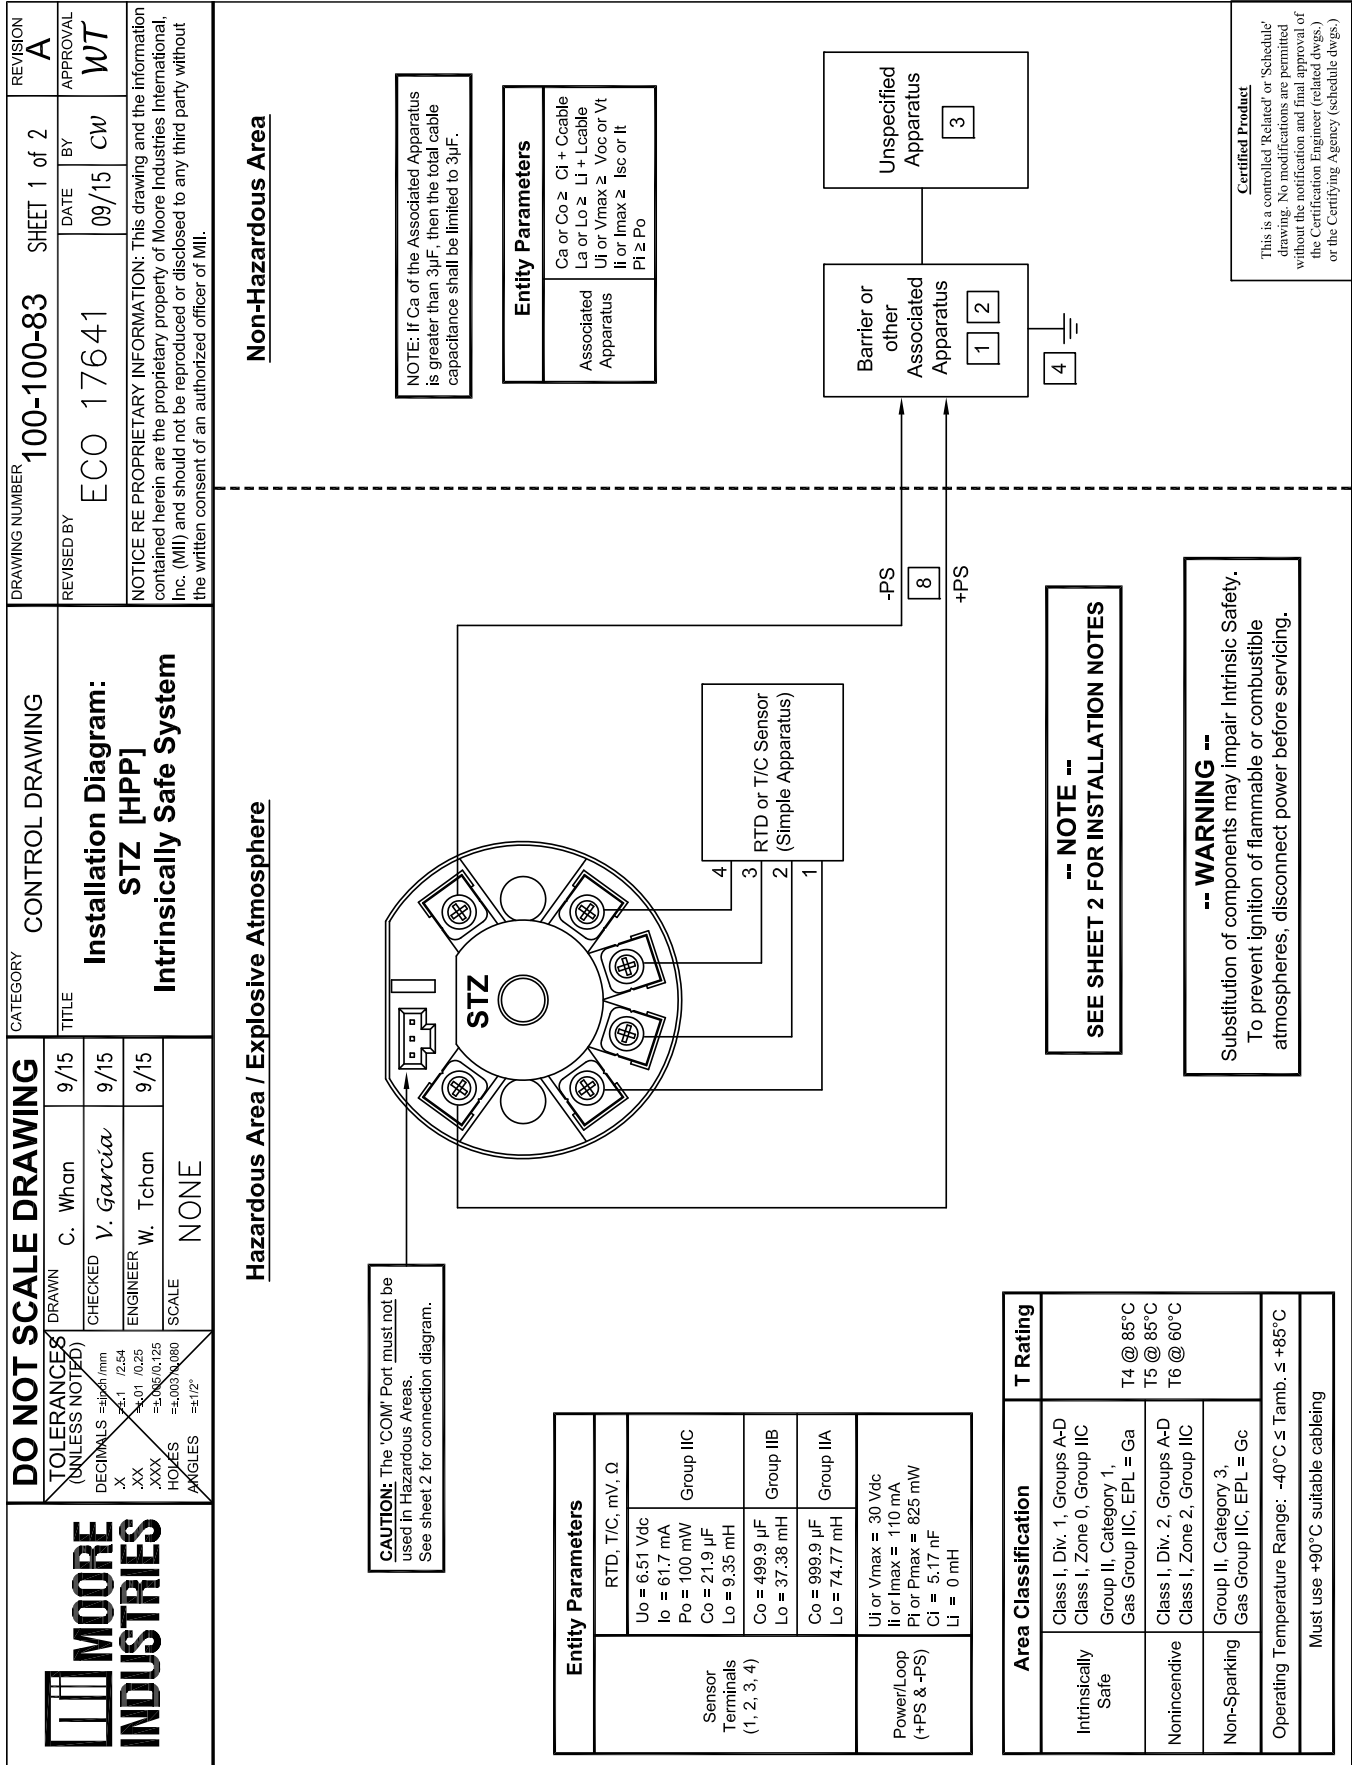 MOORE
INDUSTRIES
DO NOT SCALE DRAWING
TOLERANCES
(UNLESS NOTED)
DECIMALS =±inch/mm
.X =±.1 /2.54
.XX =±.01 /0.25
.XXX =±.005/0.125
HOLES =±.003/0.080
ANGLES =±1/2°
DRAWN
C. Whan
9/15
CHECKED
V. García
9/15
ENGINEER
W. Tchan
9/15
SCALE
NONE
CATEGORY
CONTROL DRAWING
TITLE
Installation Diagram:
STZ [HPP]
Intrinsically Safe System
DRAWING NUMBER
100-100-83
SHEET 1 of 2
REVISION
A
REVISED BY
ECO 17641
DATE
09/15
BY
CW
APPROVAL
WT
NOTICE RE PROPRIETARY INFORMATION: This drawing and the information
contained herein are the proprietary property of Moore Industries International,
Inc. (MII) and should not be reproduced or disclosed to any third party without
the written consent of an authorized officer of MII.
Hazardous Area / Explosive Atmosphere
Non-Hazardous Area
CAUTION: The 'COM' Port must not be
used in Hazardous Areas.
See sheet 2 for connection diagram.
STZ
4
3
2
1
RTD or T/C Sensor
(Simple Apparatus)
-PS
8
+PS
NOTE: If Ca of the Associated Apparatus
is greater than 3µF, then the total cable
capacitance shall be limited to 3µF.
Entity Parameters
Associated
Apparatus
Ca or Co ≥ Ci + Ccable
La or Lo ≥ Li + Lcable
Ui or Vmax ≥ Voc or Vt
Ii or Imax ≥ Isc or It
Pi ≥ Po
Barrier or
other
Associated
Apparatus
1 2
4
Unspecified
Apparatus
3
Entity Parameters
Sensor
Terminals
(1, 2, 3, 4)
RTD, T/C, mV, Ω
Uo = 6.51 Vdc
Io = 61.7 mA
Po = 100 mW
Co = 21.9 µF
Lo = 9.35 mH
Group IIC
Co = 499.9 µF
Lo = 37.38 mH
Group IIB
Co = 999.9 µF
Lo = 74.77 mH
Group IIA
Power/Loop
(+PS & -PS)
Ui or Vmax = 30 Vdc
Ii or Imax = 110 mA
Pi or Pmax = 825 mW
Ci = 5.17 nF
Li = 0 mH
Area Classification
T Rating
Intrinsically
Safe
Class I, Div. 1, Groups A-D
Class I, Zone 0, Group IIC
Group II, Category 1,
Gas Group IIC, EPL = Ga
Nonincendive
Class I, Div. 2, Groups A-D
Class I, Zone 2, Group IIC
Non-Sparking
Group II, Category 3,
Gas Group IIC, EPL = Gc
T4 @ 85°C
T5 @ 85°C
T6 @ 60°C
Operating Temperature Range: -40°C ≤ Tamb. ≤ +85°C
Must use +90°C suitable cableing
-- NOTE --
SEE SHEET 2 FOR INSTALLATION NOTES
-- WARNING --
Substitution of components may impair Intrinsic Safety.
To prevent ignition of flammable or combustible
atmospheres, disconnect power before servicing.
Certified Product
This is a controlled 'Related' or 'Schedule'
drawing. No modifications are permitted
without the notification and final approval of
the Certification Engineer (related dwgs.)
or the Certifying Agency (schedule dwgs.)